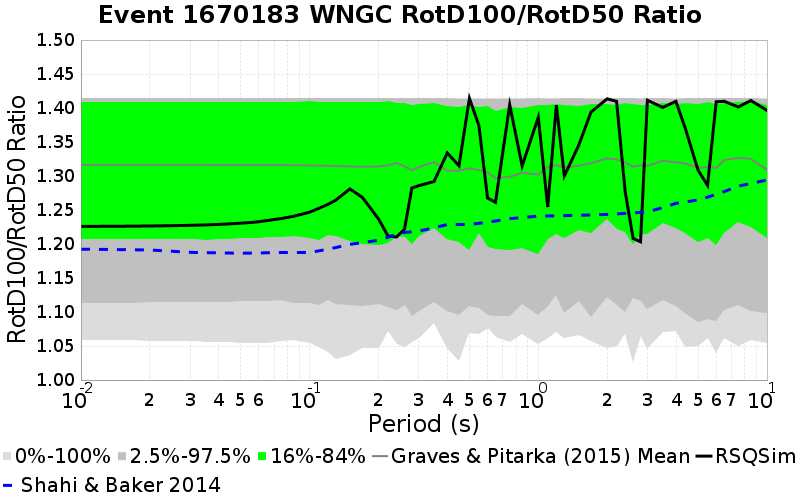 Event 1670183 WNGC RotD100/RotD50 Ratio
RotD100/RotD50 Ratio
1.50
1.45
1.40
1.35
1.30
1.25
1.20
1.15
1.10
1.05
1.00
10-2 2 3 4 5 6 10-1 2 3 4 5 6 7 100 2 3 4 5 6 7 101
Period (s)
0%-100% 2.5%-97.5% 16%-84% Graves & Pitarka (2015) Mean RSQSim
Shahi & Baker 2014